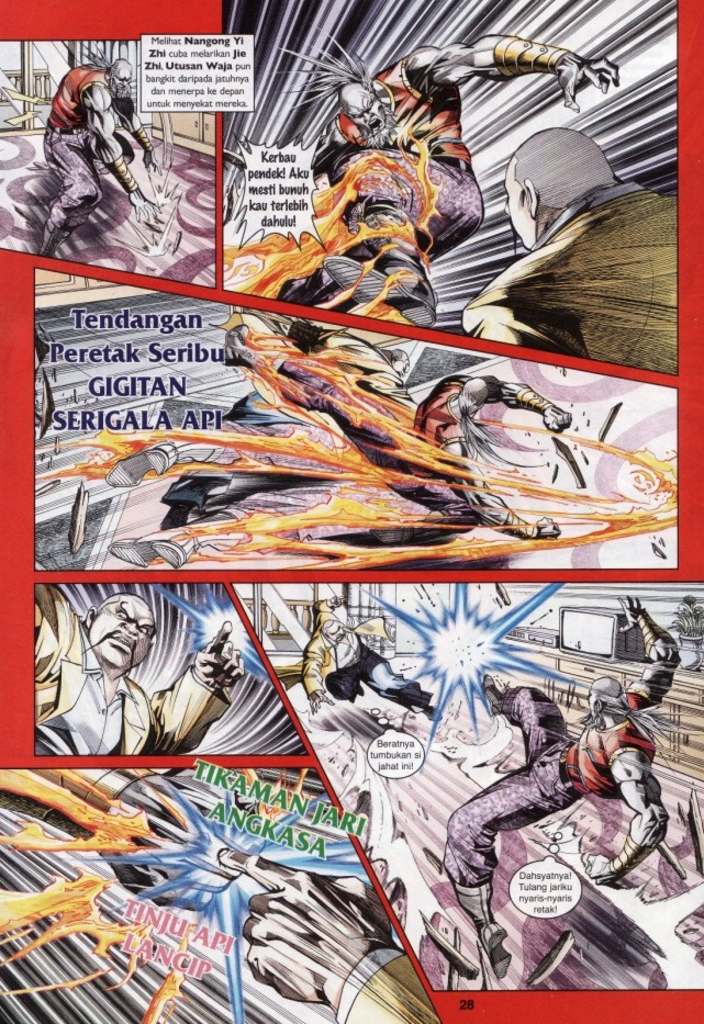 Melihat Nangong Yi
Zhi cuba melarikan Jie
Zhi, Utusan Waja pun
bangkit daripada jatuhnya
dan menerpa ke depan
untuk menyekat mereka.
Kerbau
pendek! Aku
mesti bunuh
kau terlebih
dahulu!
Tendangan
Peretak Seribu
GIGITAN
SERIGALA API
TIKAMAN JARI
ANGKASA
TINJU API
LANCIP
Beratnya
tumbukan si
jahat ini!
Dahsyatnya!
Tulang jariku
nyaris-nyaris
retak!
28